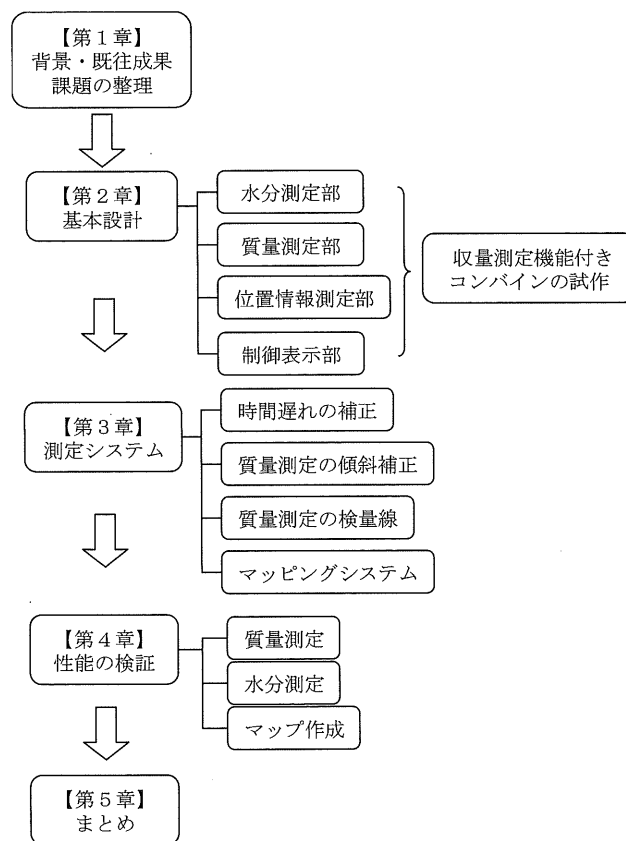 【第１章】
背景・既往成果
課題の整理
【第２章】
基本設計
水分測定部
質量測定部
位置情報測定部
制御表示部
収量測定機能付き
コンバインの試作
【第３章】
測定システム
時間遅れの補正
質量測定の傾斜補正
質量測定の検量線
マッピングシステム
【第４章】
性能の検証
質量測定
水分測定
マップ作成
【第５章】
まとめ